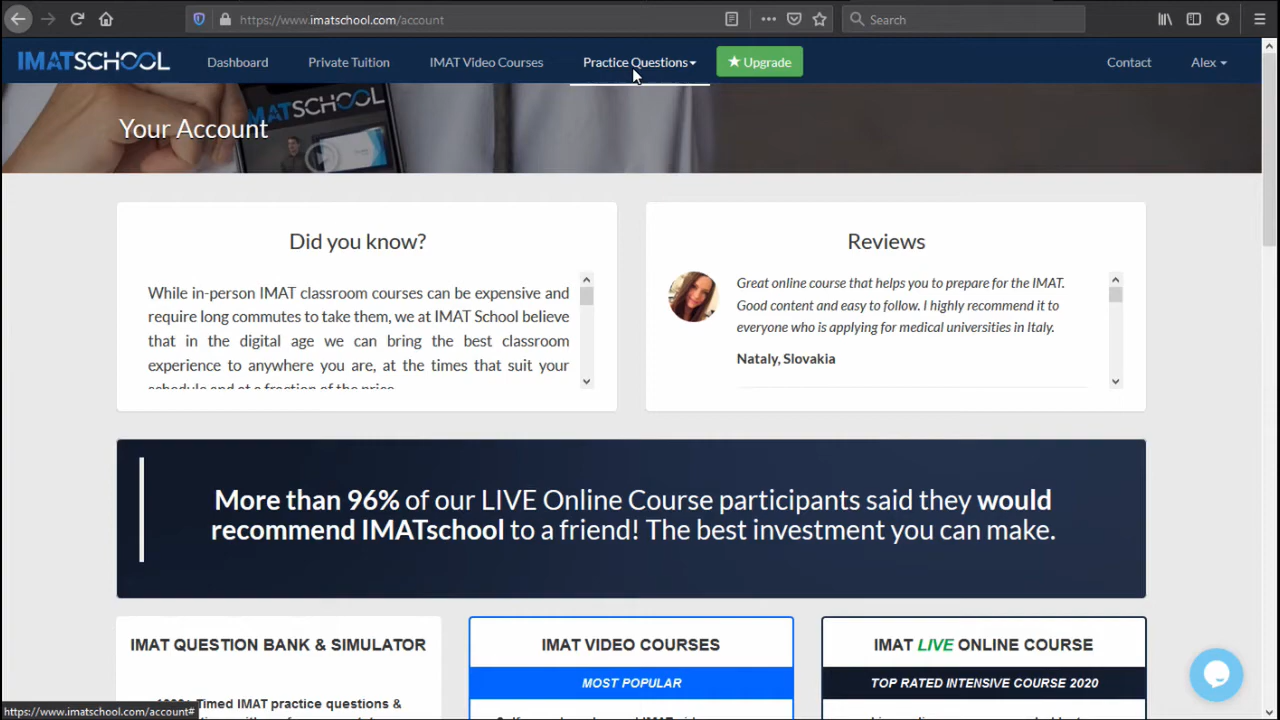 https://www.imatschool.com/account
Search
IMATSCHOOL
Dashboard
Private Tuition
IMAT Video Courses
Practice Questions
Upgrade
Contact
Alex
IMATSCHOOL
Your Account
Did you know?
While in-person IMAT classroom courses can be expensive and
require long commutes to take them, we at IMAT School believe
that in the digital age we can bring the best classroom
experience to anywhere you are, at the times that suit your
schedule and at a fraction of the price.
Reviews
Great online course that helps you to prepare for the IMAT.
Good content and easy to follow. I highly recommend it to
everyone who is applying for medical universities in Italy.
Nataly, Slovakia
More than 96% of our LIVE Online Course participants said they would
recommend IMATschool to a friend! The best investment you can make.
IMAT QUESTION BANK & SIMULATOR
Timed IMAT practice questions &
IMAT VIDEO COURSES
MOST POPULAR
IMAT LIVE ONLINE COURSE
TOP RATED INTENSIVE COURSE 2020
https://www.imatschool.com/account#